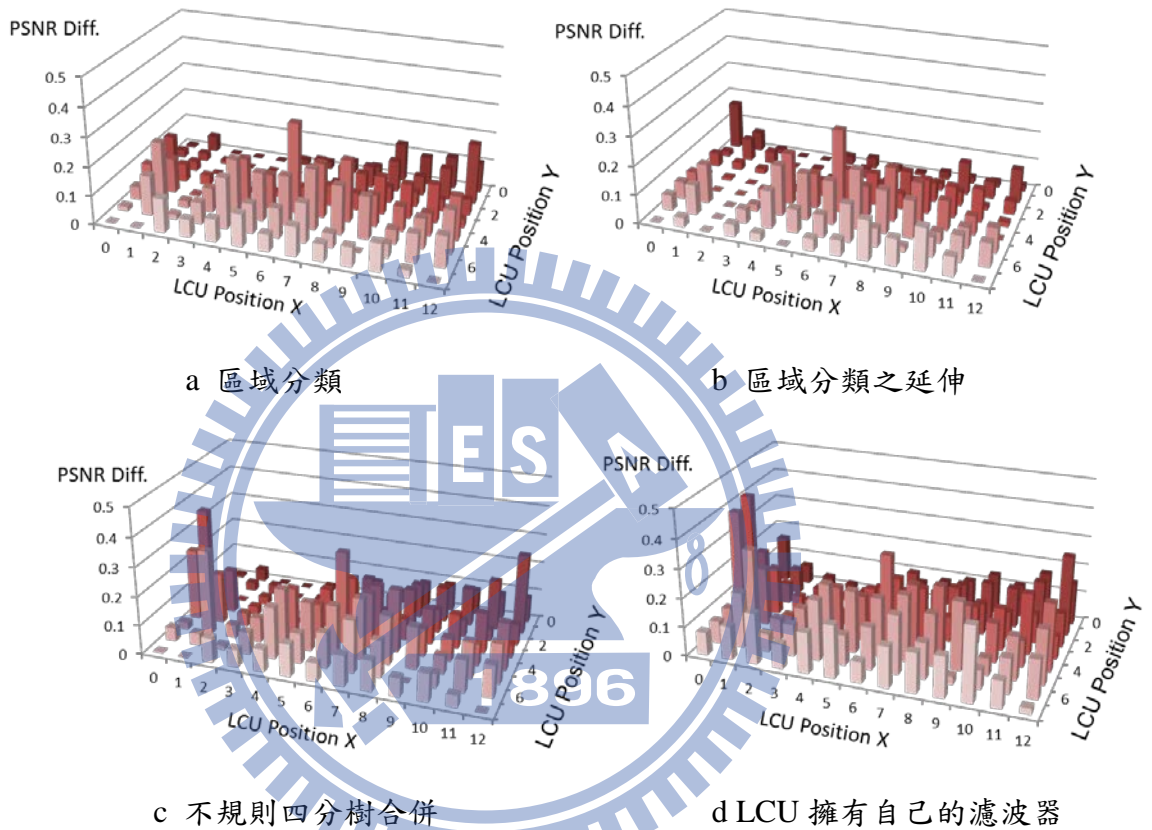 PSNR Diff.
0.5
0.4
0.3
0.2
0.1
0
0 1 2 3 4 5 6 7 8 9 10 11 12
LCU Position X
0
2
4
6
LCU Position Y
a 區域分類
PSNR Diff.
0.5
0.4
0.3
0.2
0.1
0
0 1 2 3 4 5 6 7 8 9 10 11 12
LCU Position X
0
2
4
6
LCU Position Y
b 區域分類之延伸
ES A
8
896
PSNR Diff.
0.5
0.4
0.3
0.2
0.1
0
0 1 2 3 4 5 6 7 8 9 10 11 12
LCU Position X
0
2
4
6
LCU Position Y
c 不規則四分樹合併
PSNR Diff.
0.5
0.4
0.3
0.2
0.1
0
0 1 2 3 4 5 6 7 8 9 10 11 12
LCU Position X
0
2
4
6
LCU Position Y
d LCU 擁有自己的濾波器